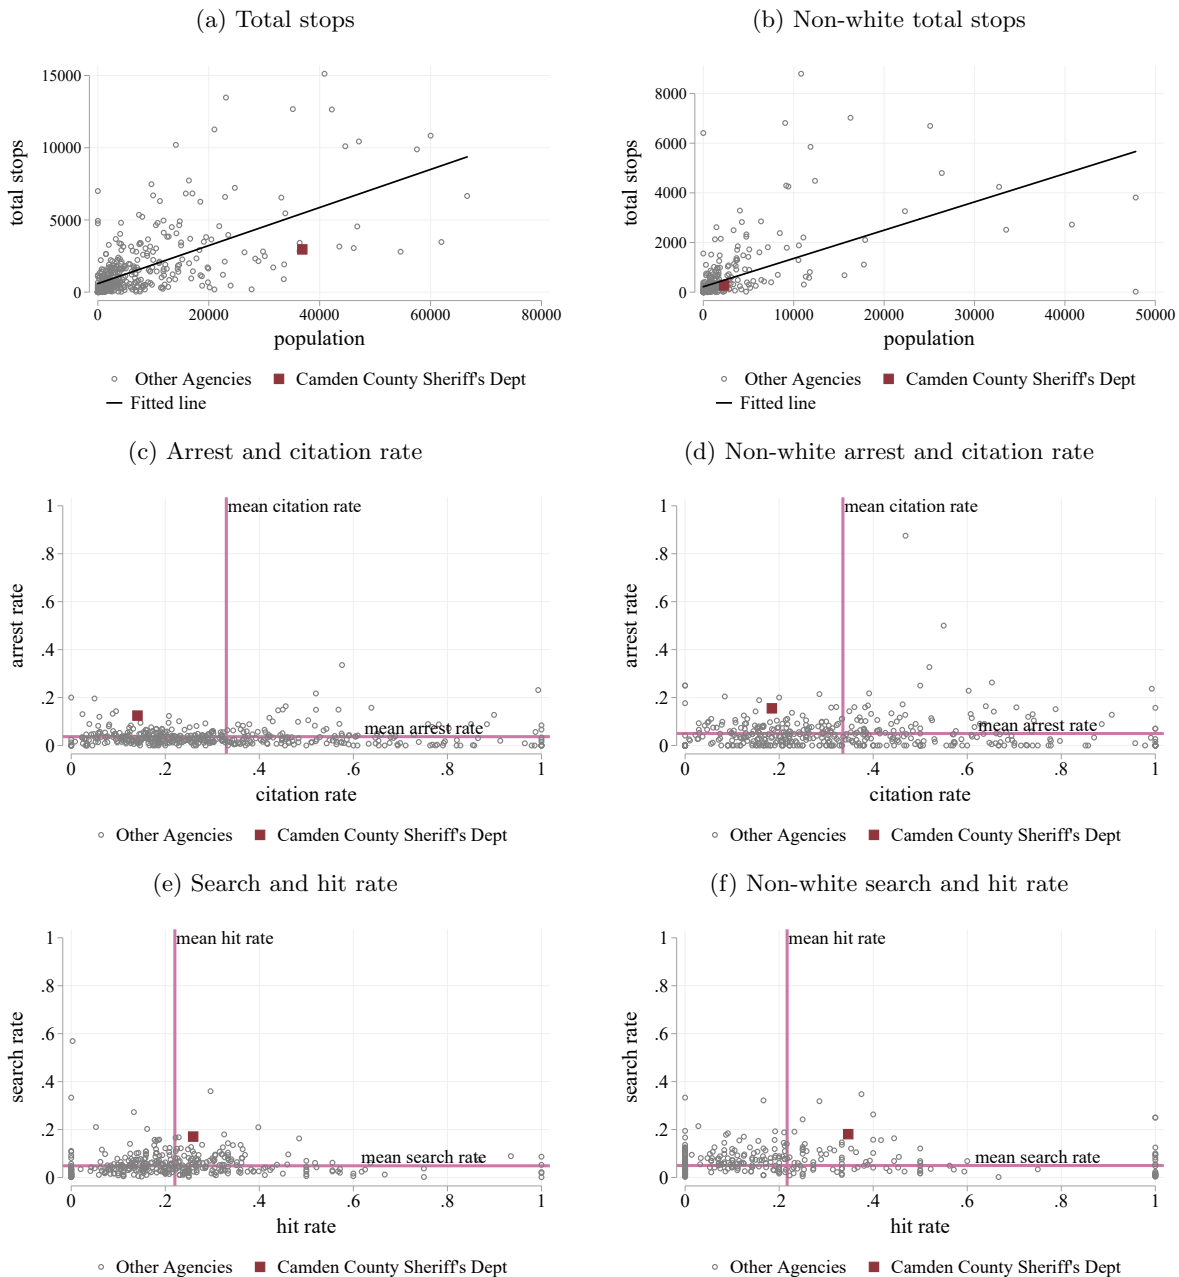 (a) Total stops
(b) Non-white total stops
total stops
15000
10000
5000
0
0 20000 40000 60000 80000
population
Other Agencies Camden County Sheriff's Dept
Fitted line
total stops
8000
6000
4000
2000
0
0 10000 20000 30000 40000 50000
population
Other Agencies Camden County Sheriff's Dept
Fitted line
(c) Arrest and citation rate
(d) Non-white arrest and citation rate
arrest rate
1
.8
.6
.4
.2
0
mean citation rate
mean arrest rate
0 .2 .4 .6 .8 1
citation rate
Other Agencies Camden County Sheriff's Dept
arrest rate
1
.8
.6
.4
.2
0
mean citation rate
mean arrest rate
0 .2 .4 .6 .8 1
citation rate
Other Agencies Camden County Sheriff's Dept
(e) Search and hit rate
(f) Non-white search and hit rate
search rate
1
.8
.6
.4
.2
0
mean hit rate
mean search rate
0 .2 .4 .6 .8 1
hit rate
Other Agencies Camden County Sheriff's Dept
search rate
1
.8
.6
.4
.2
0
mean hit rate
mean search rate
0 .2 .4 .6 .8 1
hit rate
Other Agencies Camden County Sheriff's Dept